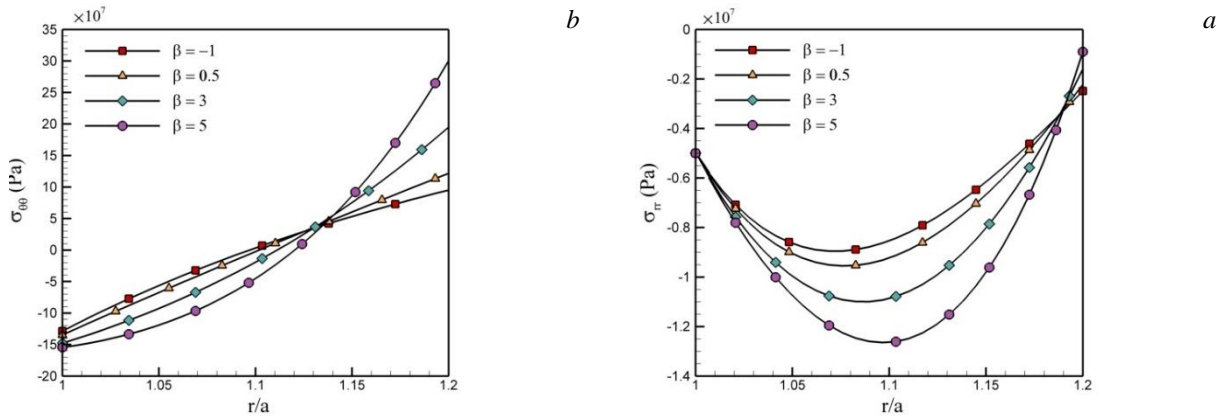 ×10⁷
35
30
25
20
15
10
5
0
-5
-10
-15
-20
σθθ (Pa)
β = −1
β = 0.5
β = 3
β = 5
1 1.05 1.1 1.15 1.2
r/a
b
×10⁷
0
-0.2
-0.4
-0.6
-0.8
-1
-1.2
-1.4
σrr (Pa)
β = −1
β = 0.5
β = 3
β = 5
1 1.05 1.1 1.15 1.2
r/a
a